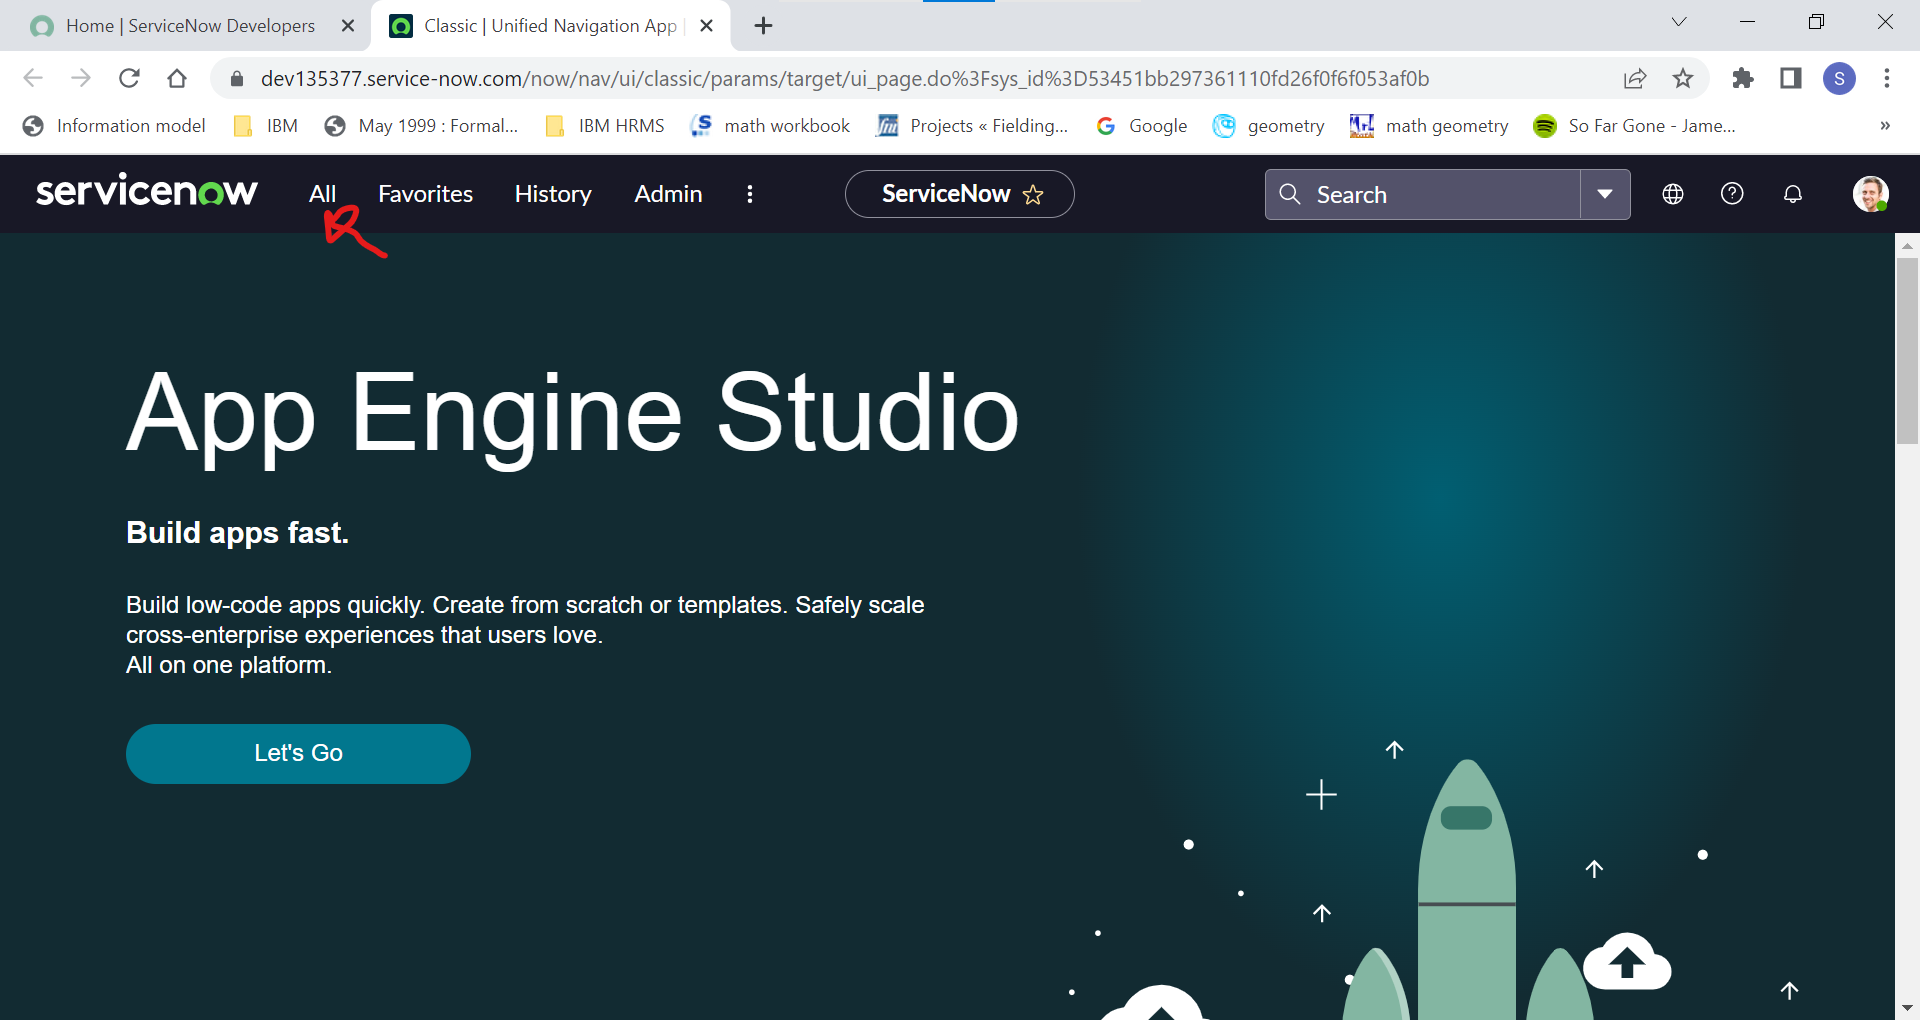 Home | ServiceNow Developers
Classic | Unified Navigation App
dev135377.service-now.com/now/nav/ui/classic/params/target/ui_page.do%3Fsys_id%3D53451bb297361110fd26f0f6f053af0b
S
Information model IBM May 1999 : Formal... IBM HRMS math workbook Projects « Fielding... Google geometry math geometry So Far Gone - Jame... »
servicenow All Favorites History Admin ServiceNow Search
App Engine Studio
Build apps fast.
Build low-code apps quickly. Create from scratch or templates. Safely scale
cross-enterprise experiences that users love.
All on one platform.
Let's Go